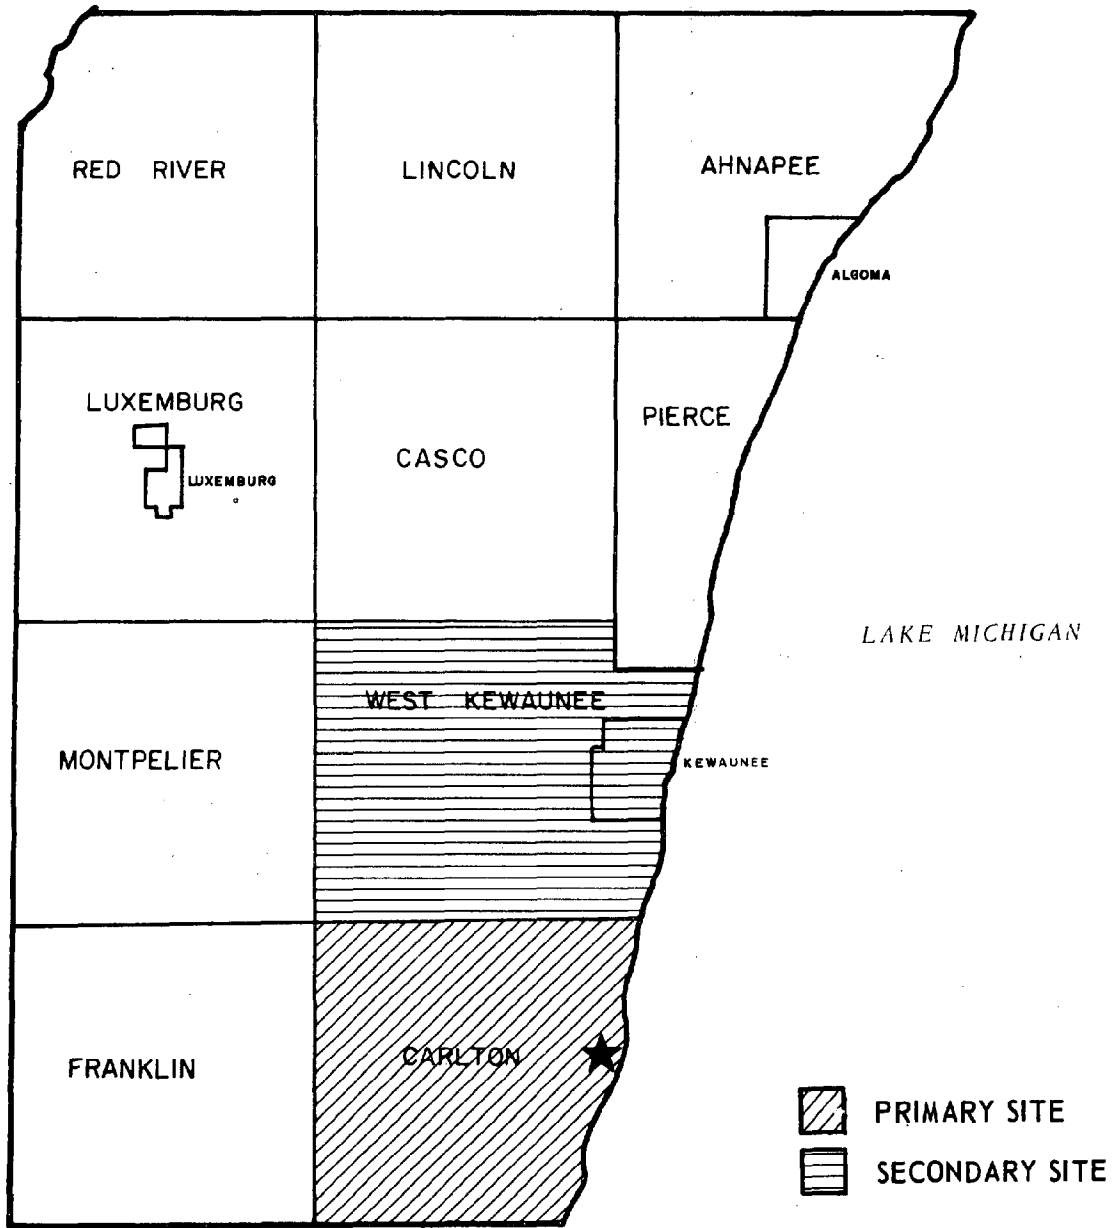 RED RIVER
LINCOLN
AHNAPEE
ALGOMA
LUXEMBURG
LUXEMBURG
CASCO
PIERCE
LAKE MICHIGAN
WEST KEWAUNEE
MONTPELIER
KEWAUNEE
FRANKLIN
CARLTON
PRIMARY SITE
SECONDARY SITE